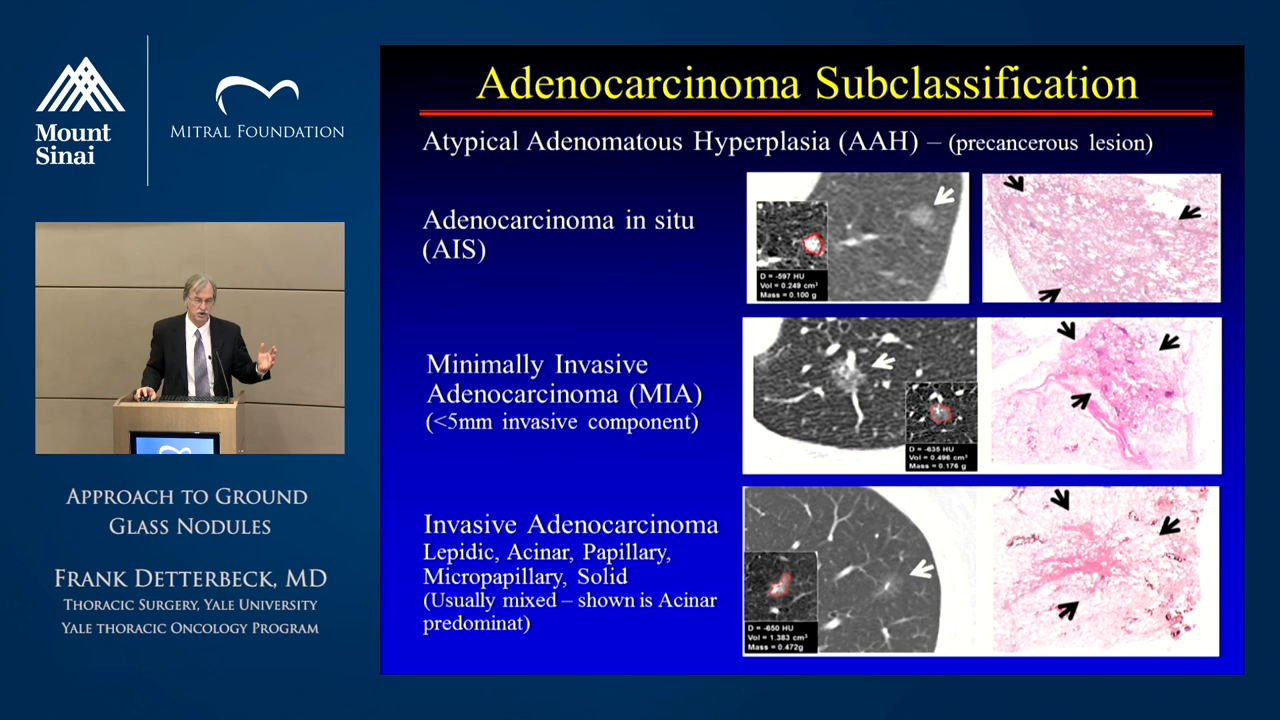 Mount
Sinai
MITRAL FOUNDATION
APPROACH TO GROUND
GLASS NODULES
FRANK DETTERBECK, MD
THORACIC SURGERY, YALE UNIVERSITY
YALE THORACIC ONCOLOGY PROGRAM
Adenocarcinoma Subclassification
Atypical Adenomatous Hyperplasia (AAH) – (precancerous lesion)
Adenocarcinoma in situ
(AIS)
D = -597 HU
Vol = 0.249 cm³
Mass = 0.100 g
Minimally Invasive
Adenocarcinoma (MIA)
(<5mm invasive component)
D = -635 HU
Vol = 0.496 cm³
Mass = 0.176 g
Invasive Adenocarcinoma
Lepidic, Acinar, Papillary,
Micropapillary, Solid
(Usually mixed – shown is Acinar
predominat)
D = -650 HU
Vol = 1.383 cm³
Mass = 0.472g